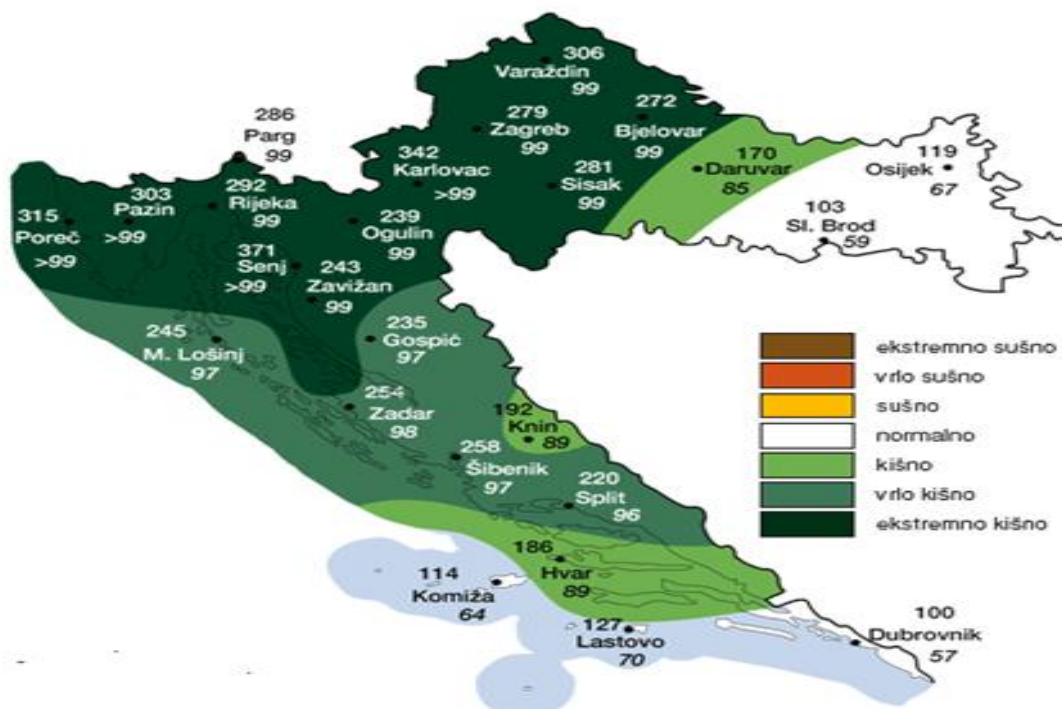 306
Varaždin
99
279
Zagreb
99
272
Bjelovar
99
286
Parg
99
342
Karlovac
>99
281
Sisak
99
170
Daruvar
85
119
Osijek
67
103
Sl. Brod
59
315
Poreč
>99
303
Pazin
>99
292
Rijeka
99
239
Ogulin
99
371
Senj
>99
243
Zavižan
99
245
M. Lošinj
97
235
Gospić
97
254
Zadar
98
192
Knin
89
258
Šibenik
97
220
Split
96
186
Hvar
89
114
Komiža
64
127
Lastovo
70
100
Dubrovnik
57
ekstremno sušno
vrlo sušno
sušno
normalno
kišno
vrlo kišno
ekstremno kišno